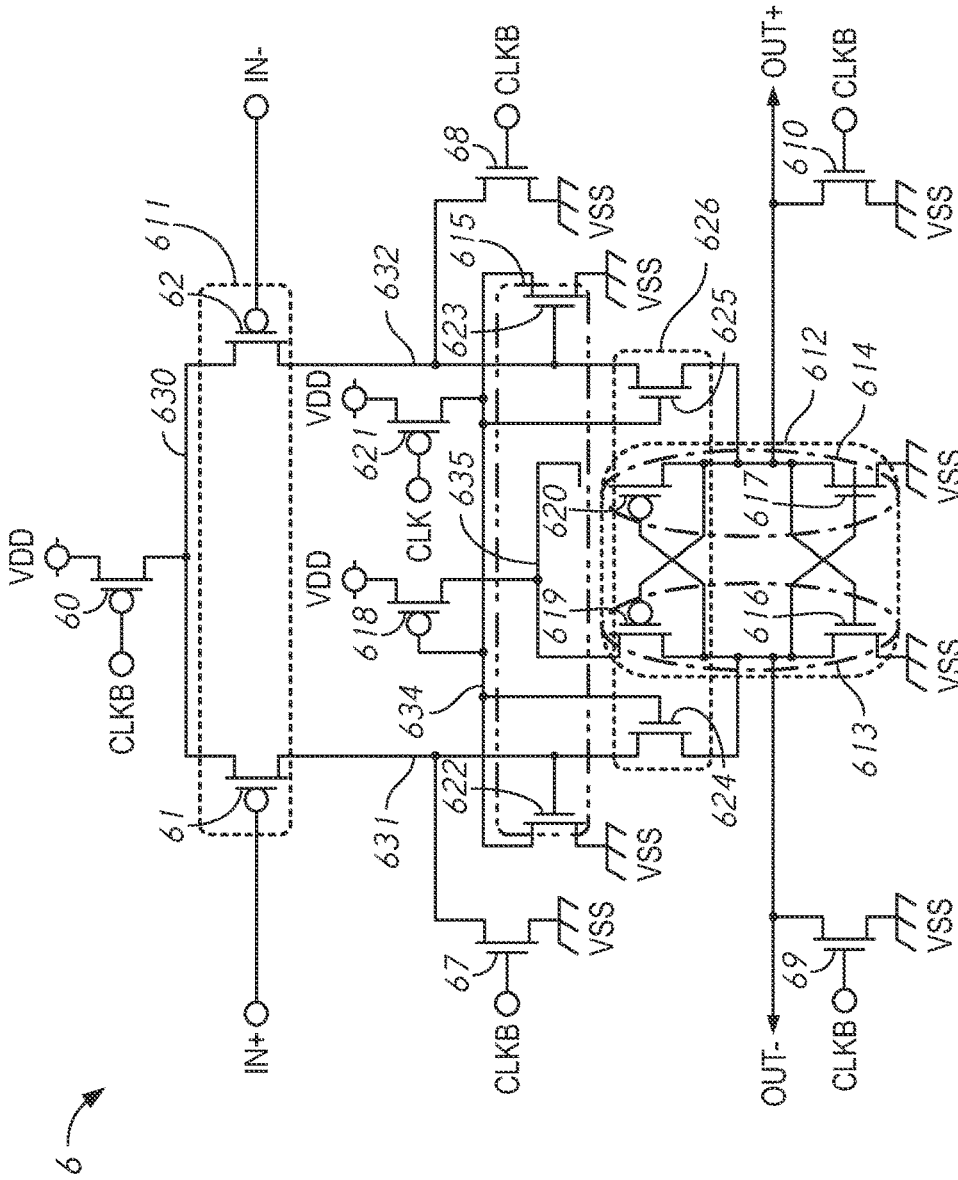 6
VDD
60
CLKB
630
611
61
62
IN+
IN-
631
632
VDD
VDD
618
621
CLK
634
635
622
623
615
67
68
CLKB
CLKB
VSS
VSS
VSS
VSS
624
625
626
619
620
612
614
616
617
613
OUT-
OUT+
69
610
CLKB
CLKB
VSS
VSS
VSS
VSS